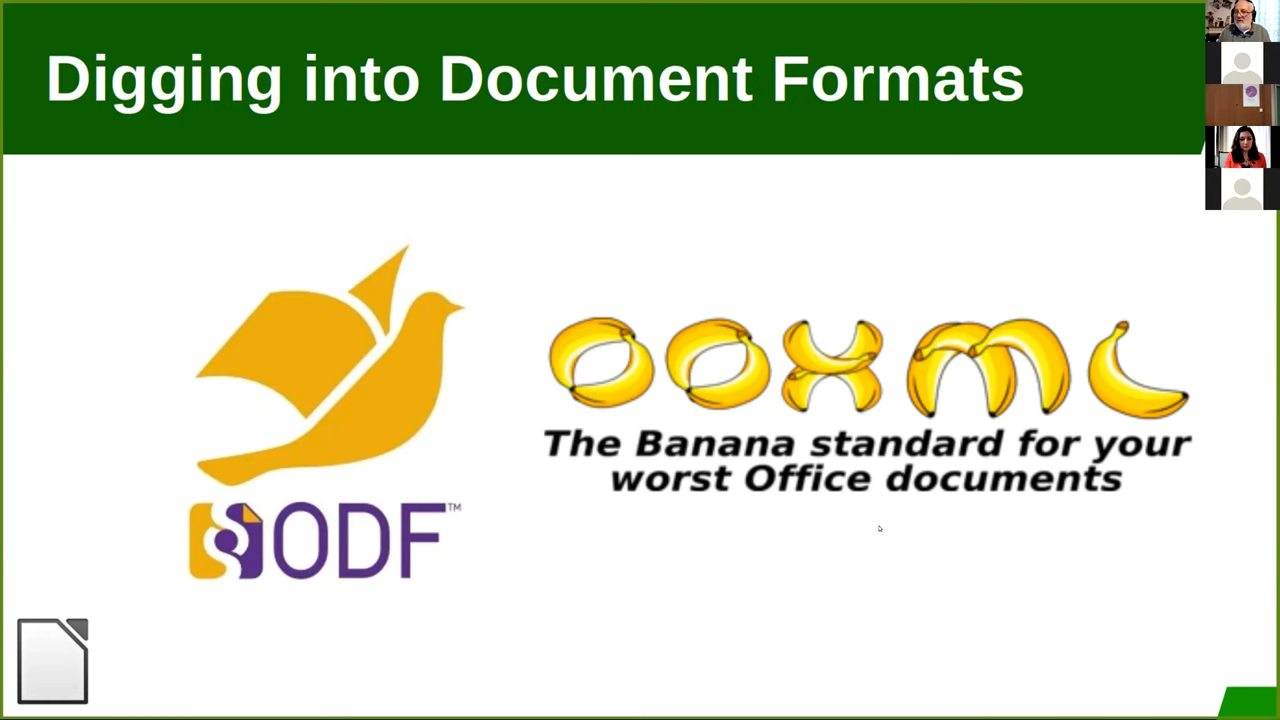 Digging into Document Formats
OOXML
The Banana standard for your
worst Office documents
ODF™